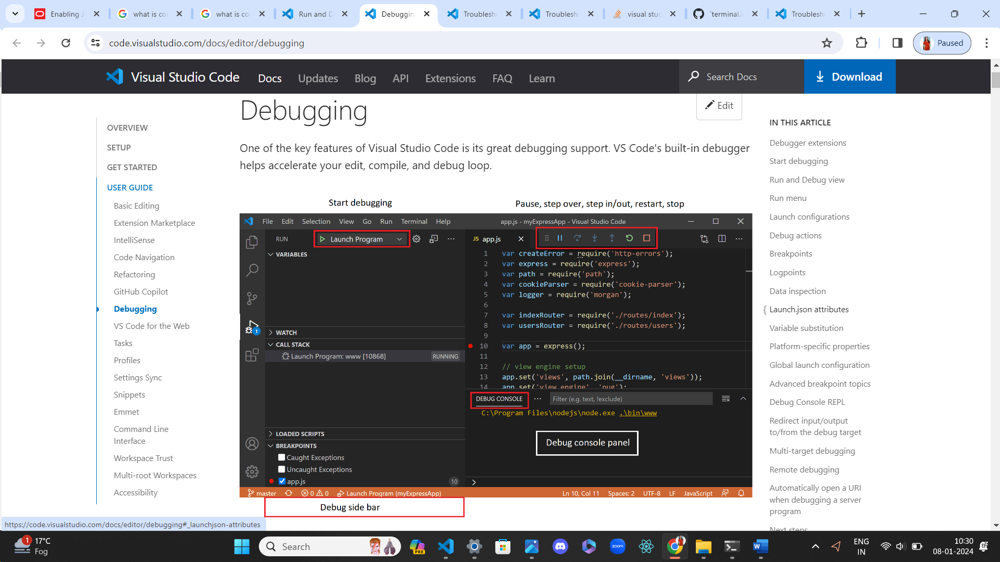 Enabling J
what is co
what is co
Run and D
Debuggin
Troublesh
Troublesh
visual stud
`terminal.i
Troublesh
code.visualstudio.com/docs/editor/debugging
Paused
Visual Studio Code
Docs
Updates
Blog
API
Extensions
FAQ
Learn
Search Docs
Download
OVERVIEW
SETUP
GET STARTED
USER GUIDE
Basic Editing
Extension Marketplace
IntelliSense
Code Navigation
Refactoring
GitHub Copilot
Debugging
VS Code for the Web
Tasks
Profiles
Settings Sync
Snippets
Emmet
Command Line
Interface
Workspace Trust
Multi-root Workspaces
Accessibility
Debugging
Edit
One of the key features of Visual Studio Code is its great debugging support. VS Code's built-in debugger
helps accelerate your edit, compile, and debug loop.
Start debugging
Pause, step over, step in/out, restart, stop
File Edit Selection View Go Run Terminal Help
app.js - myExpressApp - Visual Studio Code
RUN
Launch Program
VARIABLES
WATCH
CALL STACK
Launch Program: www [10868]
RUNNING
LOADED SCRIPTS
BREAKPOINTS
Caught Exceptions
Uncaught Exceptions
app.js
10
JS app.js
1 var createError = require('http-errors');
2 var express = require('express');
3 var path = require('path');
4 var cookieParser = require('cookie-parser');
5 var logger = require('morgan');
6
7 var indexRouter = require('./routes/index');
8 var usersRouter = require('./routes/users');
9
10 var app = express();
11
12 // view engine setup
13 app.set('views', path.join(__dirname, 'views'));
14 app.set('view engine', 'pug');
DEBUG CONSOLE
Filter (e.g. text, !exclude)
C:\Program Files\nodejs\node.exe .\bin\www
Debug console panel
master
0
0
Launch Program (myExpressApp)
Ln 10, Col 11
Spaces: 2
UTF-8
LF
JavaScript
1
Debug side bar
IN THIS ARTICLE
Debugger extensions
Start debugging
Run and Debug view
Run menu
Launch configurations
Debug actions
Breakpoints
Logpoints
Data inspection
Launch.json attributes
Variable substitution
Platform-specific properties
Global launch configuration
Advanced breakpoint topics
Debug Console REPL
Redirect input/output
to/from the debug target
Multi-target debugging
Remote debugging
Automatically open a URI
when debugging a server
program
Next steps
https://code.visualstudio.com/docs/editor/debugging#_launchjson-attributes
1
17°C
Fog
Search
PRE
zoom
ENG
IN
10:30
08-01-2024